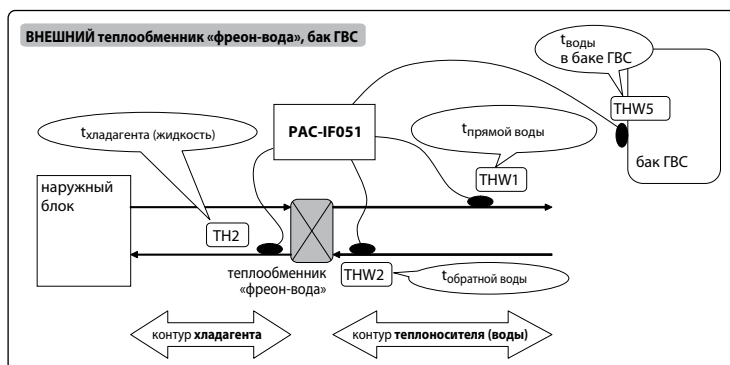 ВНЕШНИЙ теплообменник «фреон-вода», бак ГВС
tводы
в баке ГВС
THW5
бак ГВС
PAC-IF051
tхладагента (жидкость)
tпрямой воды
THW1
наружный
блок
TH2
теплообменник
«фреон-вода»
THW2
tобратной воды
контур хладагента
контур теплоносителя (воды)